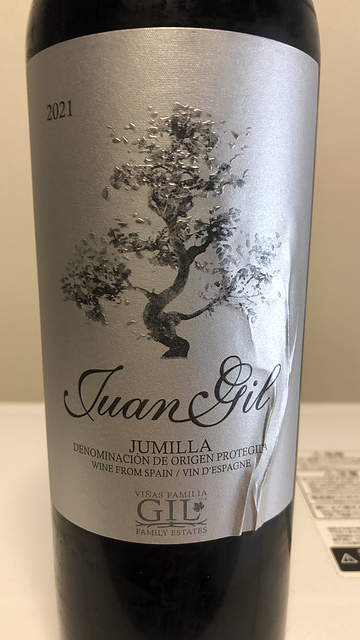 2021
Juan Gil
JUMILLA
DENOMINACIÓN DE ORIGEN PROTEGIDA
WINE FROM SPAIN / VIN D'ESPAGNE
VIÑAS FAMILIA
GIL
FAMILY ESTATES